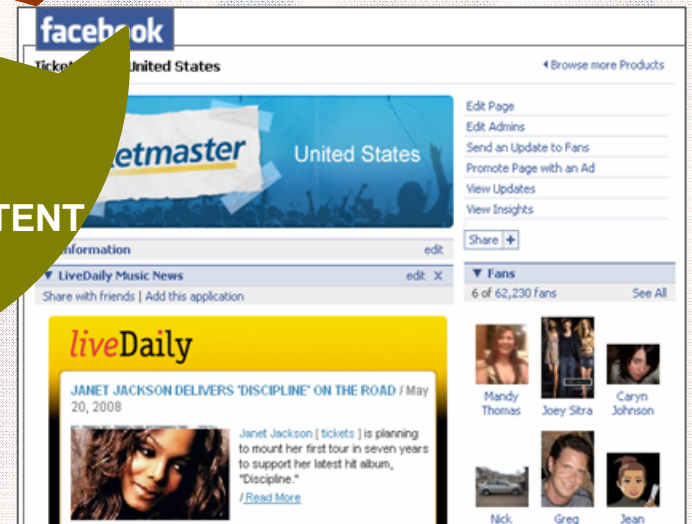 facebook
United States
Browse more Products
etmaster
United States
TENT
Information
edit
LiveDaily Music News
edit X
Share with friends | Add this application
liveDaily
JANET JACKSON DELIVERS 'DISCIPLINE' ON THE ROAD / May
20, 2008
Janet Jackson [ tickets ] is planning
to mount her first tour in seven years
to support her latest hit album,
"Discipline."
/ Read More
Edit Page
Edit Admins
Send an Update to Fans
Promote Page with an Ad
View Updates
View Insights
Share +
Fans
6 of 62,230 fans
See All
Mandy
Thomas
Joey Sitra
Caryn
Johnson
Nick
Greg
Jean